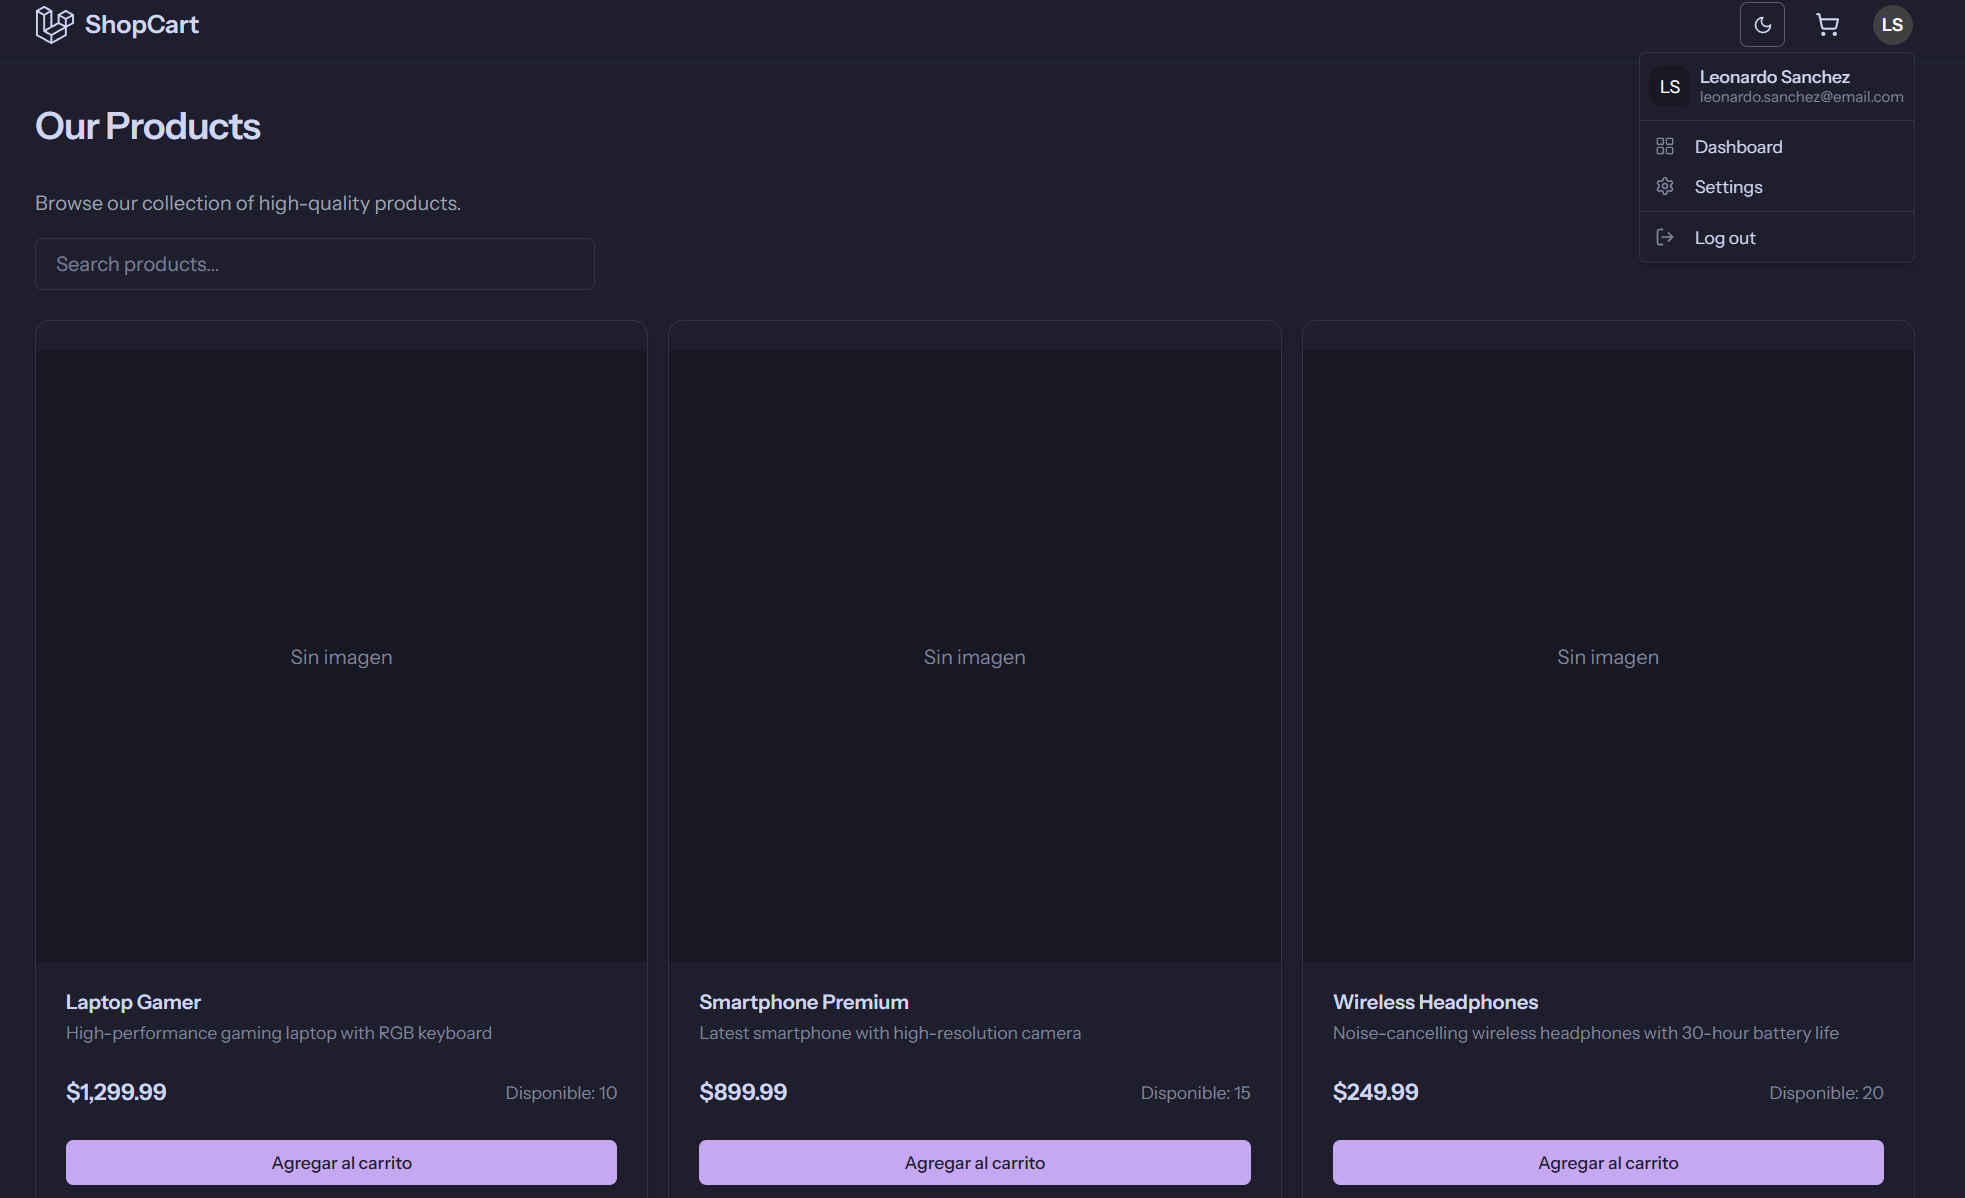 ShopCart
LS
LS
Leonardo Sanchez
leonardo.sanchez@email.com
Dashboard
Settings
Log out
Our Products
Browse our collection of high-quality products.
Search products...
Sin imagen
Laptop Gamer
High-performance gaming laptop with RGB keyboard
$1,299.99
Disponible: 10
Agregar al carrito
Sin imagen
Smartphone Premium
Latest smartphone with high-resolution camera
$899.99
Disponible: 15
Agregar al carrito
Sin imagen
Wireless Headphones
Noise-cancelling wireless headphones with 30-hour battery life
$249.99
Disponible: 20
Agregar al carrito